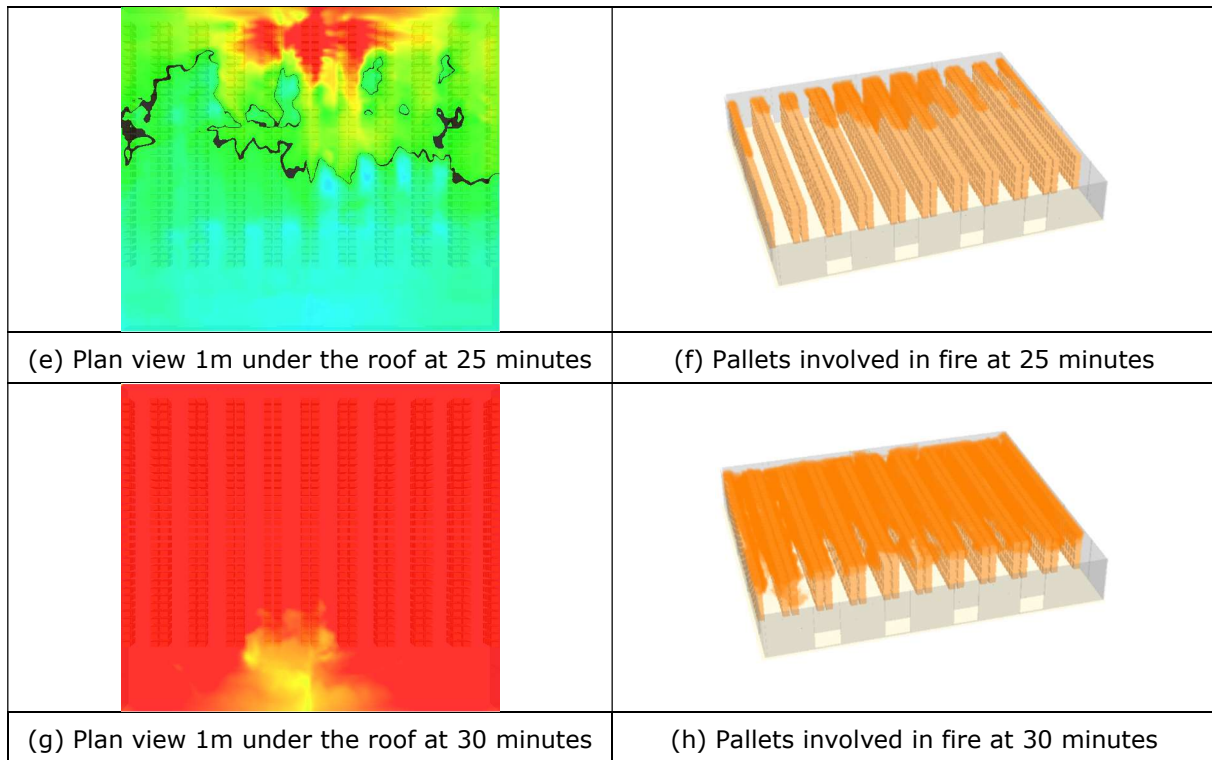 (e) Plan view 1m under the roof at 25 minutes
(f) Pallets involved in fire at 25 minutes
(g) Plan view 1m under the roof at 30 minutes
(h) Pallets involved in fire at 30 minutes